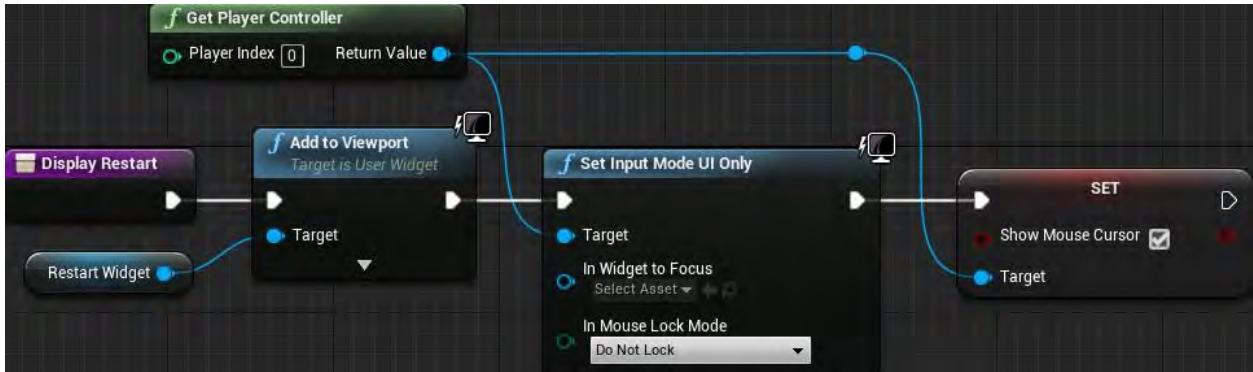 Get Player Controller
Player Index 0 Return Value
Add to Viewport
Target is User Widget
Display Restart
Set Input Mode UI Only
SET
Target
Target
Show Mouse Cursor
Restart Widget
In Widget to Focus
Select Asset
Target
In Mouse Lock Mode
Do Not Lock